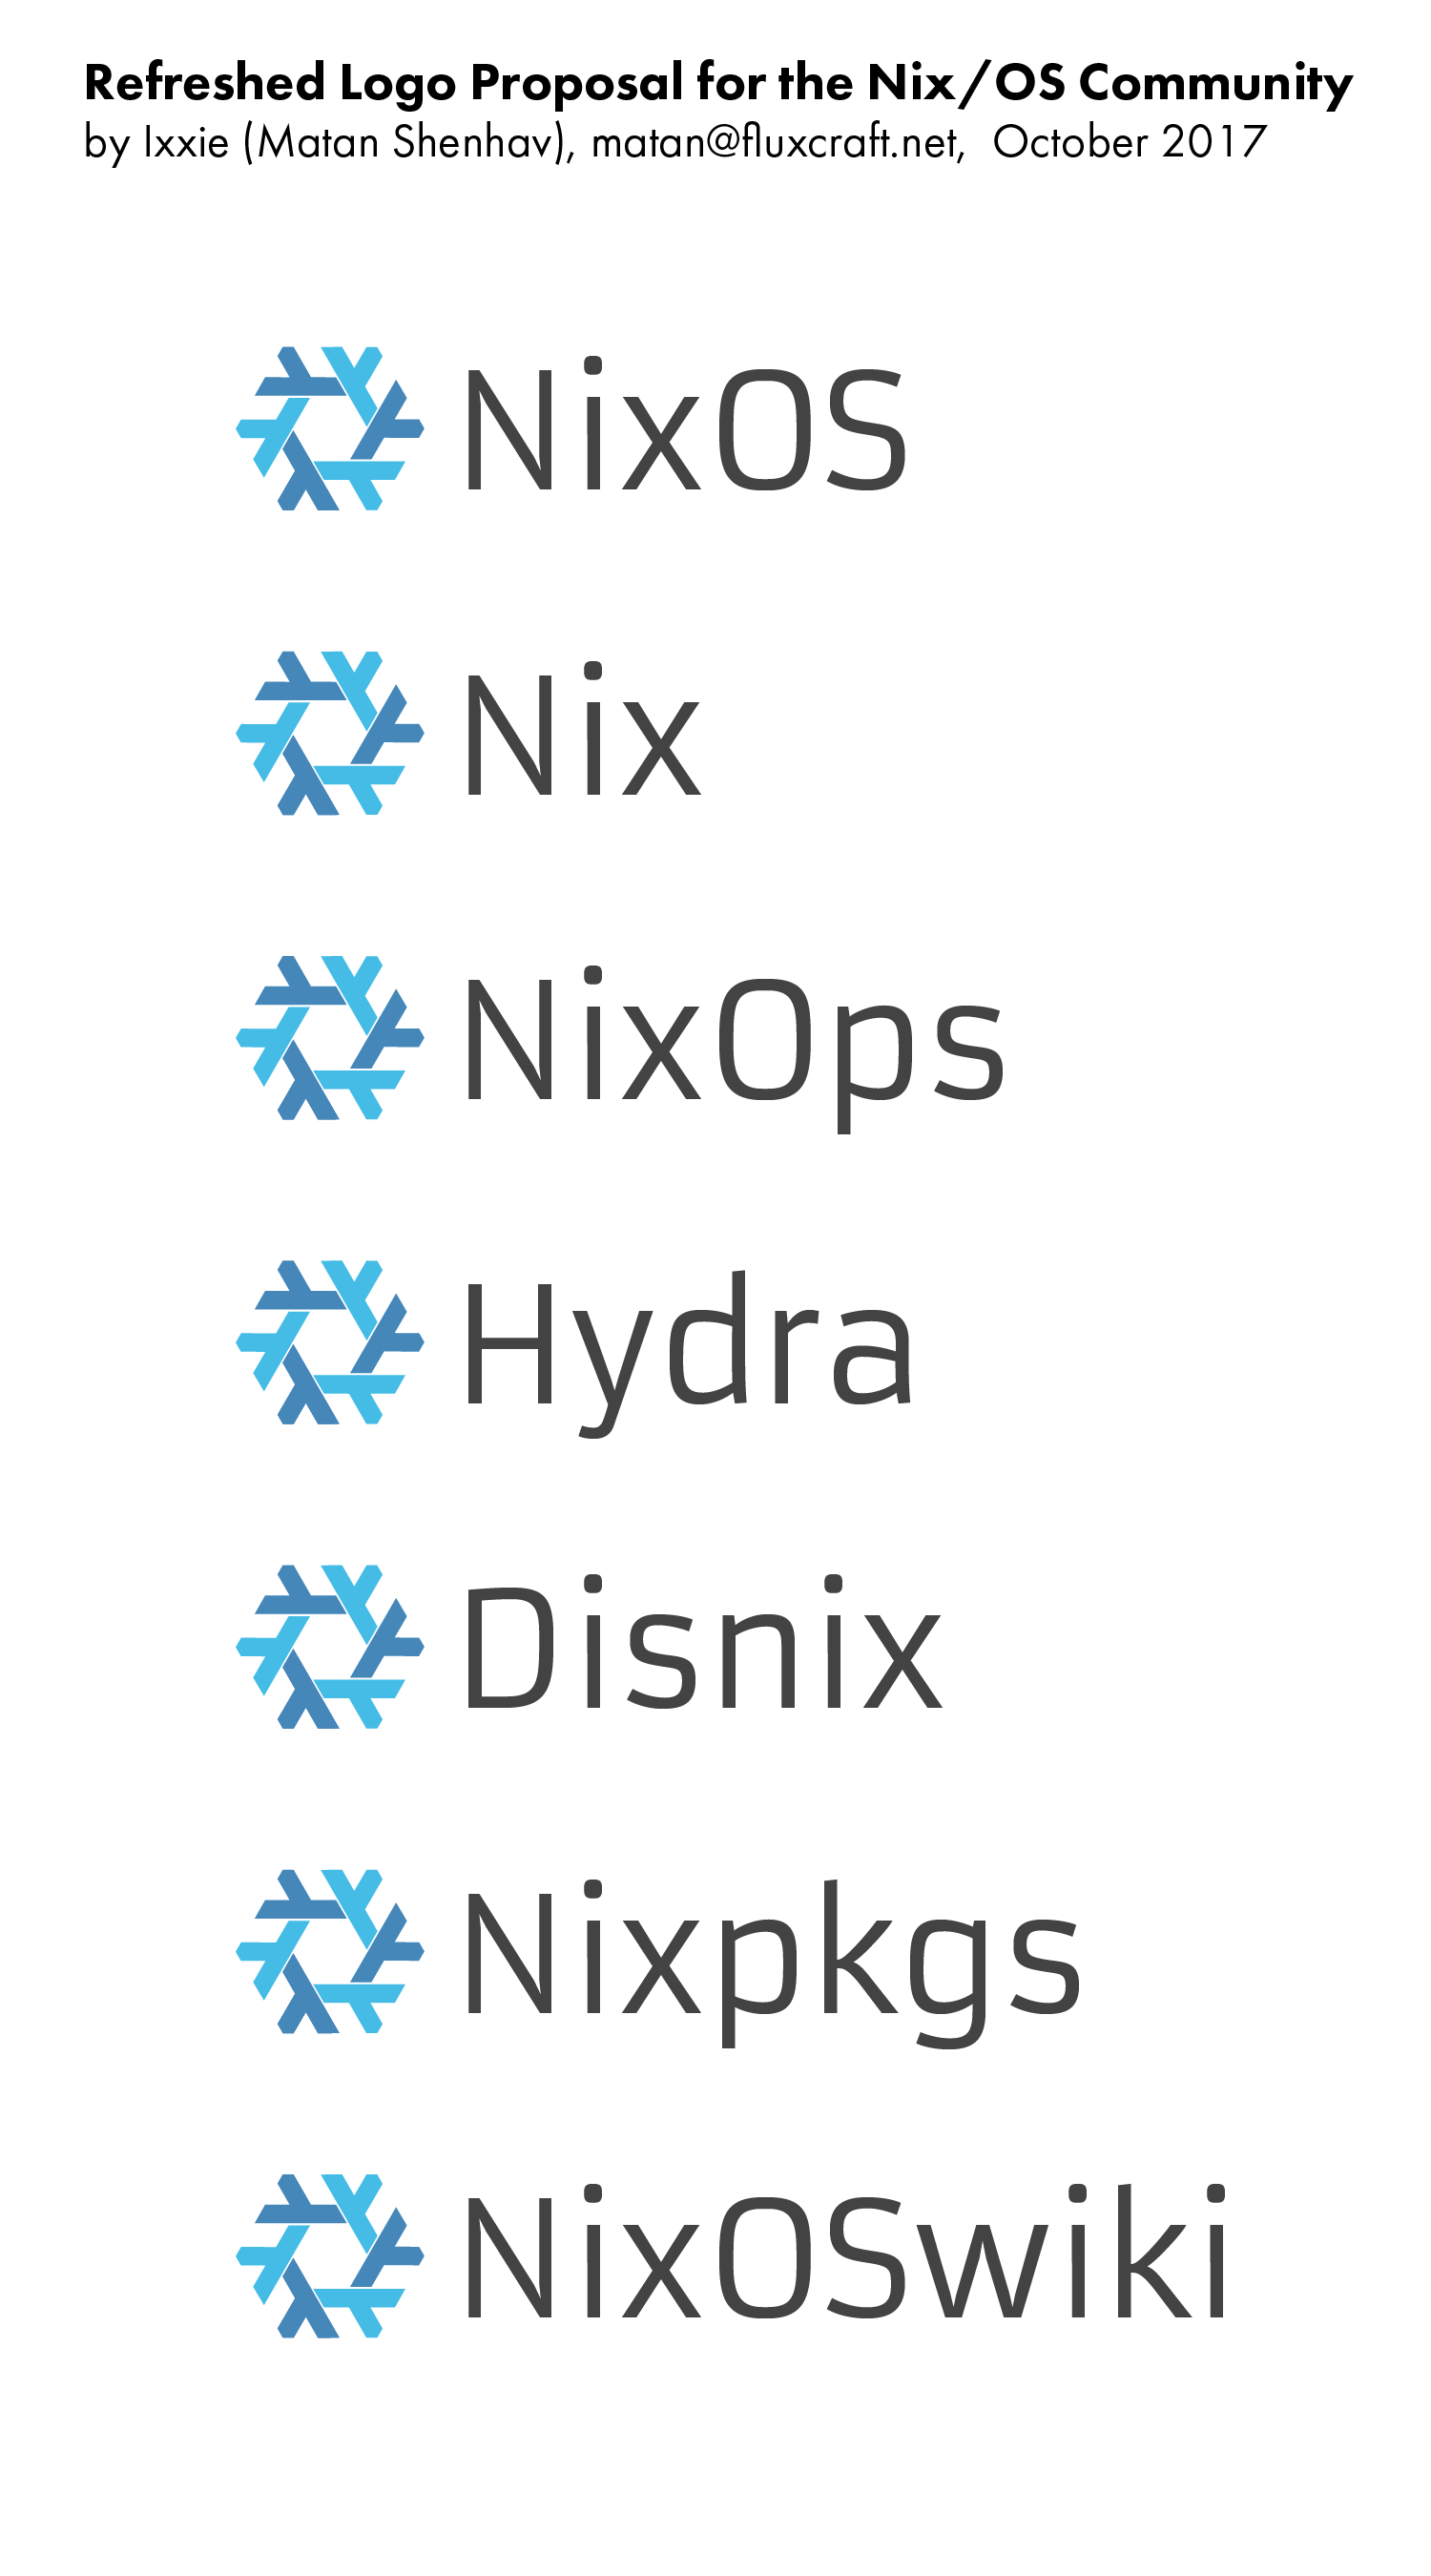 Refreshed Logo Proposal for the Nix/OS Community
by Ixxie (Matan Shenhav), matan@fluxcraft.net, October 2017
NixOS
Nix
NixOps
Hydra
Disnix
Nixpkgs
NixOSwiki